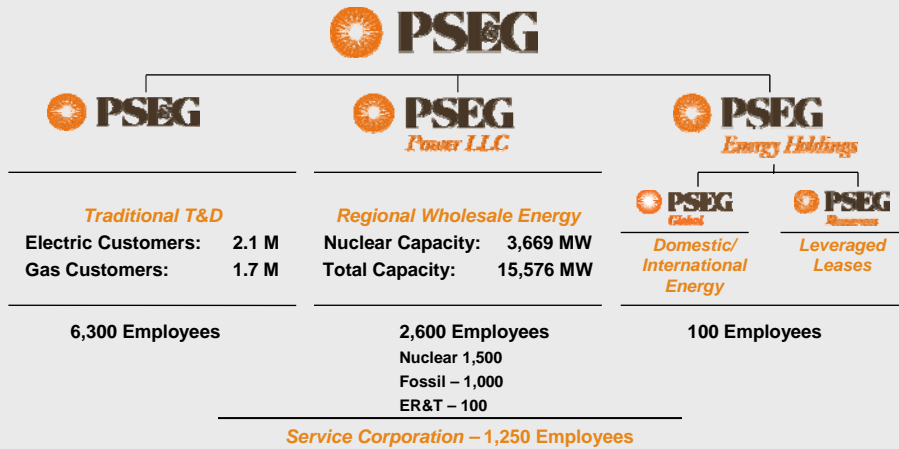 PSEG
PSE&G
PSEG
Power LLC
PSEG
Energy Holdings
PSEG
Global
PSEG
Resources
Traditional T&D
Electric Customers: 2.1 M
Gas Customers: 1.7 M
Regional Wholesale Energy
Nuclear Capacity: 3,669 MW
Total Capacity: 15,576 MW
Domestic/
International
Energy
Leveraged
Leases
6,300 Employees
2,600 Employees
Nuclear 1,500
Fossil – 1,000
ER&T – 100
100 Employees
Service Corporation – 1,250 Employees